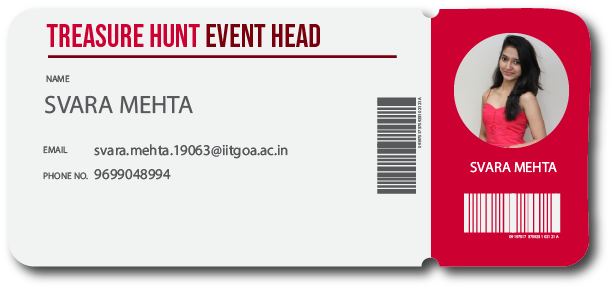 TREASURE HUNT EVENT HEAD
NAME
SVARA MEHTA
EMAIL svara.mehta.19063@iitgoa.ac.in
PHONE NO. 9699048994
SVARA MEHTA